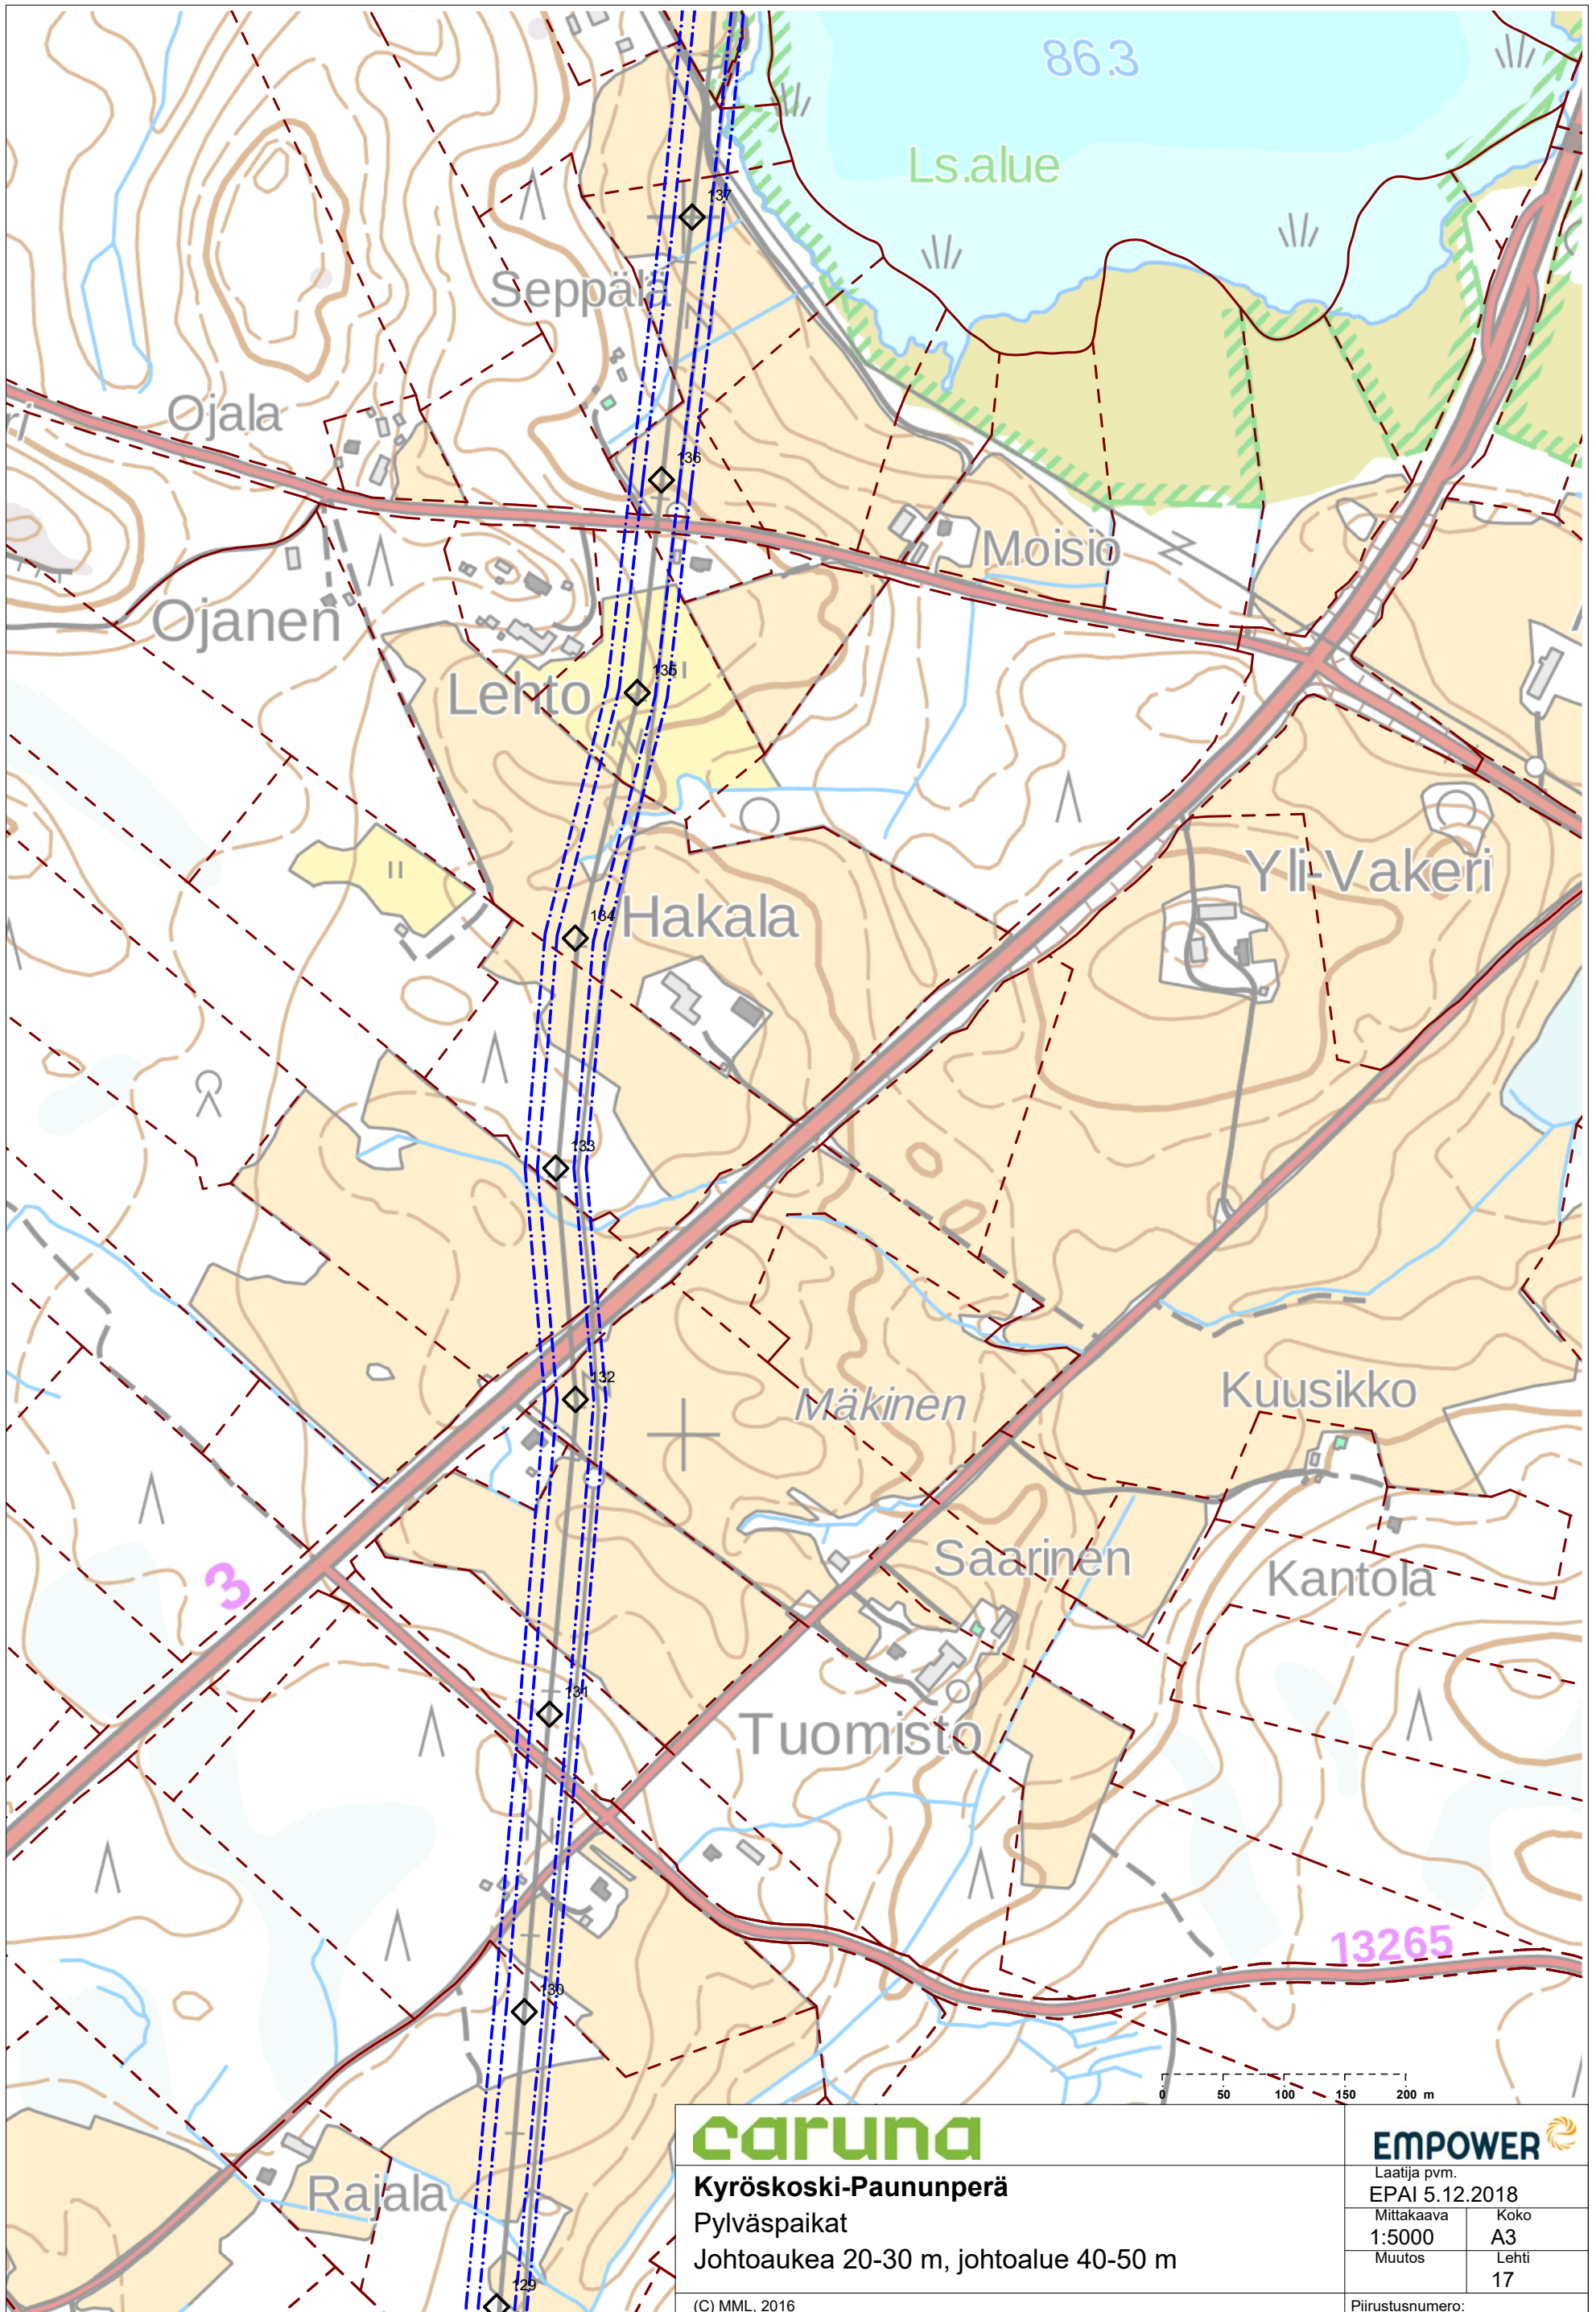 86.3
Ls.alue
137
Seppälä
Ojala
ri
136
Moisio
Ojanen
135
Lehto
Yli-Vakeri
134
Hakala
133
132
Mäkinen
Kuusikko
Saarinen
Kantola
3
131
Tuomisto
13265
130
0 50 100 150 200 m
caruna
EMPOWER
Kyröskoski-Paununperä
Laatija pvm.
EPAI 5.12.2018
Pylväspaikat
Mittakaava Koko
1:5000 A3
Johtoaukea 20-30 m, johtoalue 40-50 m
Muutos Lehti
17
Rajala
129
(C) MML, 2016
Piirustusnumero: